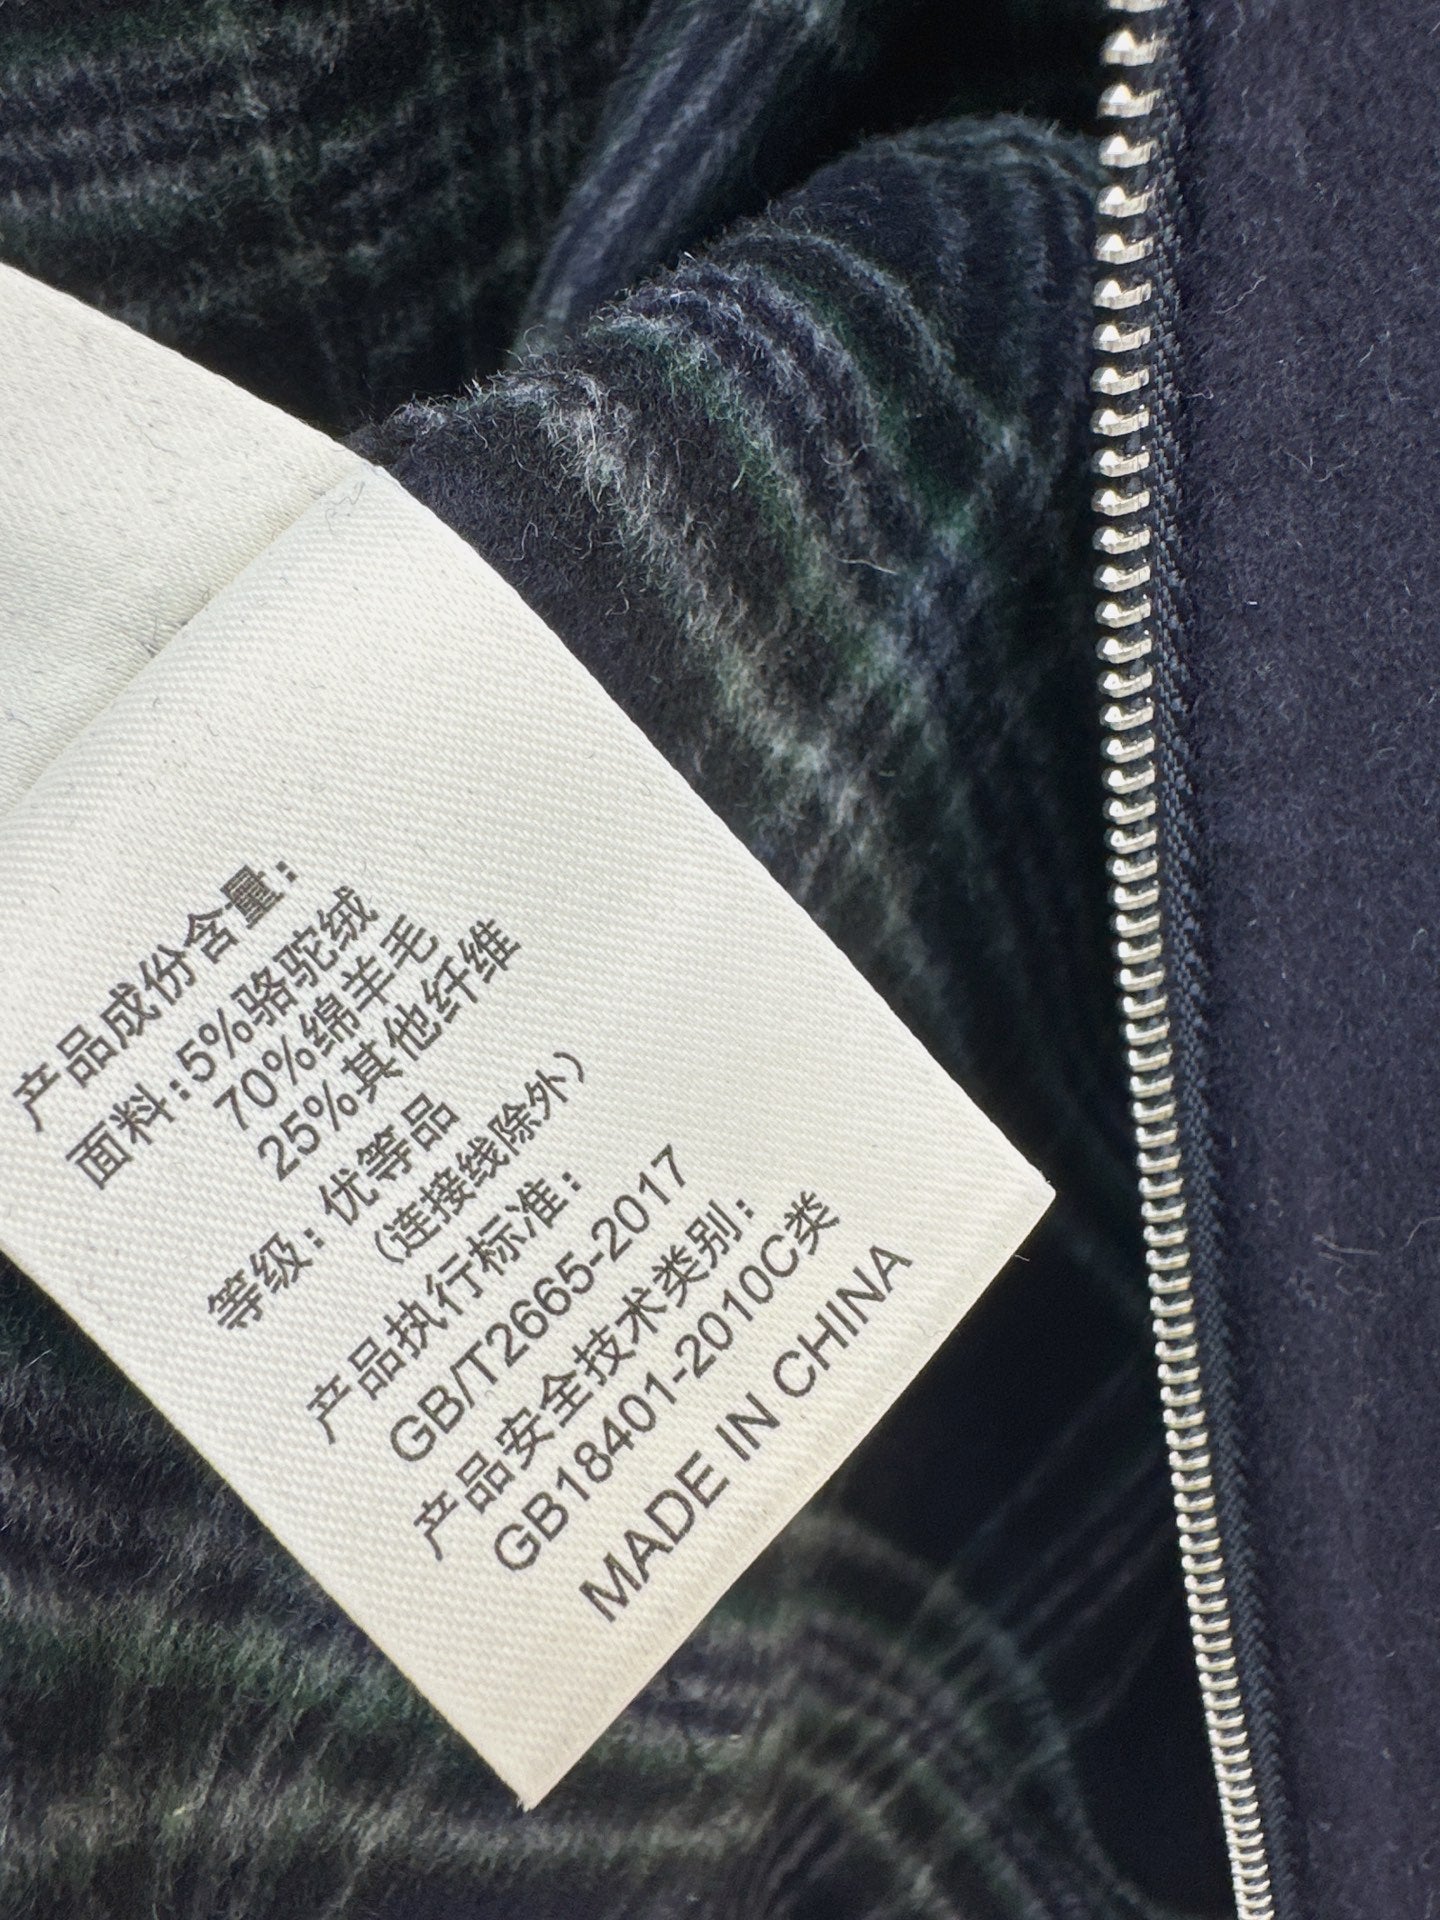 产品成份含量：
面料：5%骆驼绒
70%绵羊毛
25%其他纤维
等级：优等品
（连接线除外）
产品执行标准：
GB/T2665-2017
产品安全技术类别：
GB18401-2010C类
MADE IN CHINA